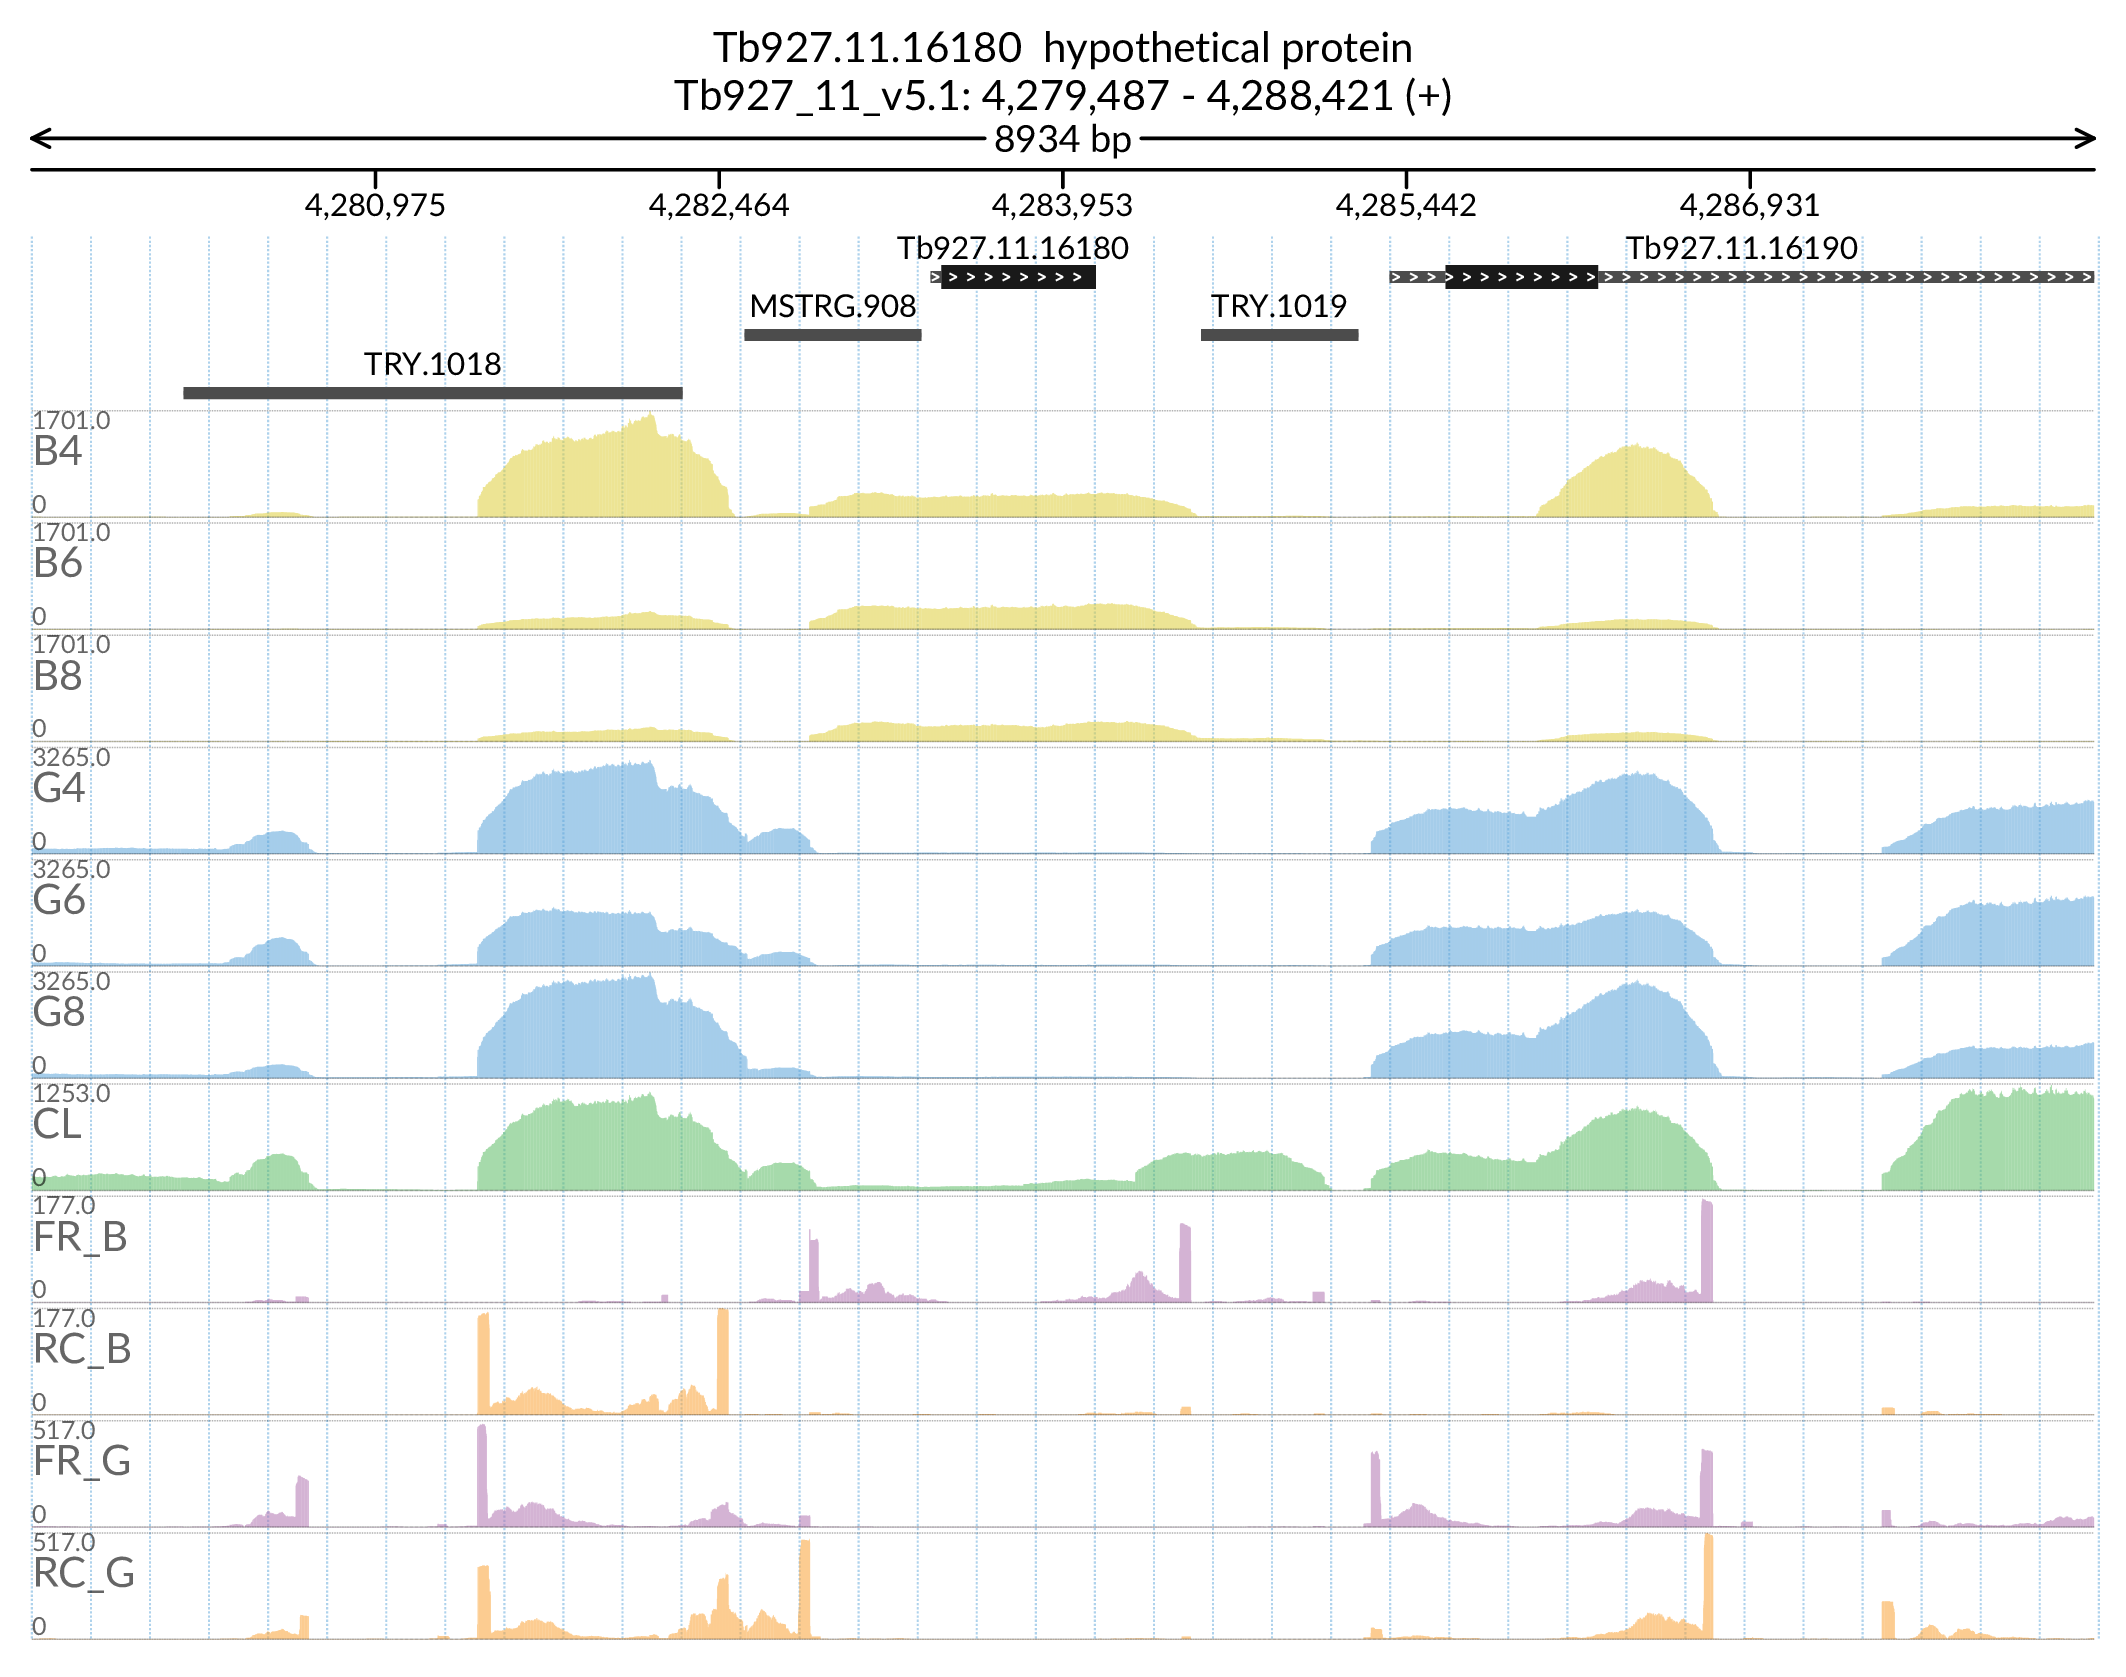 Tb927.11.16180 hypothetical protein
Tb927_11_v5.1: 4,279,487 - 4,288,421 (+)
8934 bp
4,280,975 4,282,464 4,283,953 4,285,442 4,286,931
Tb927.11.16180 Tb927.11.16190
MSTRG.908 TRY.1019
TRY.1018
1701.0
B4
0
1701.0
B6
0
1701.0
B8
0
3265.0
G4
0
3265.0
G6
0
3265.0
G8
0
1253.0
CL
0
177.0
FR_B
0
177.0
RC_B
0
517.0
FR_G
0
517.0
RC_G
0